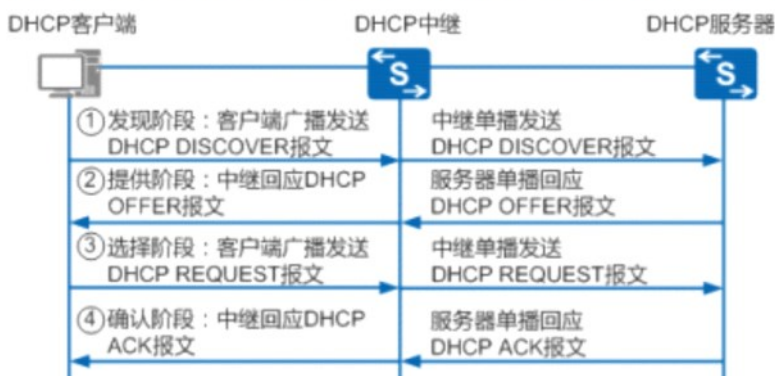 DHCP客户端
DHCP中继
DHCP服务器
S
S
①发现阶段：客户端广播发送
DHCP DISCOVER报文
中继单播发送
DHCP DISCOVER报文
②提供阶段：中继回应DHCP
OFFER报文
服务器单播回应
DHCP OFFER报文
③选择阶段：客户端广播发送
DHCP REQUEST报文
中继单播发送
DHCP REQUEST报文
④确认阶段：中继回应DHCP
ACK报文
服务器单播回应
DHCP ACK报文